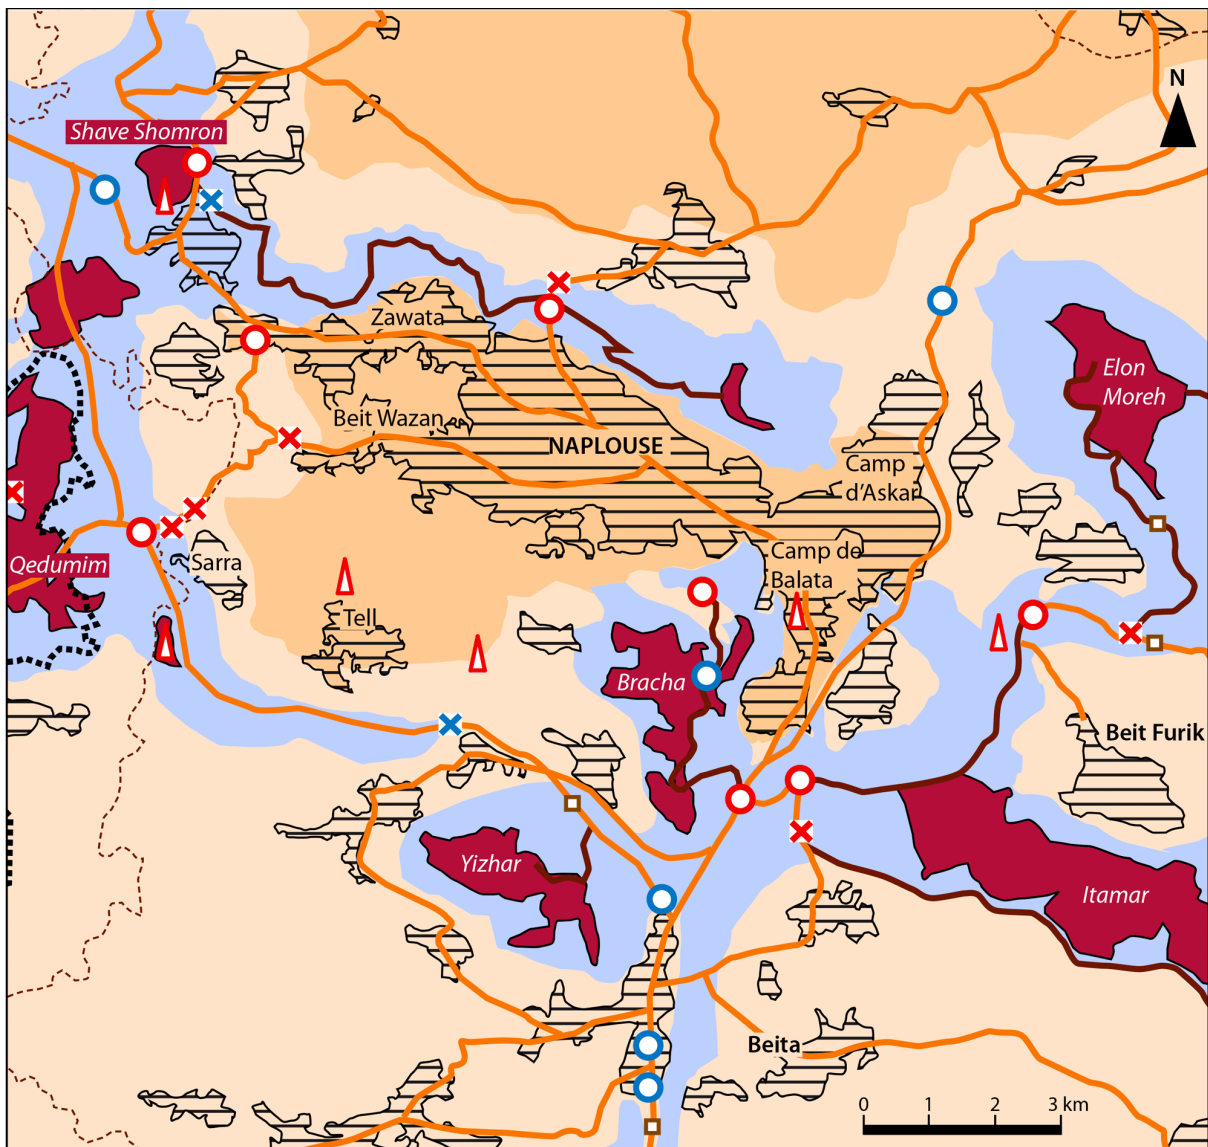 N
Shave Shomron
Zawata
Elon
Moreh
Beit Wazan
NAPLOUSE
Camp
d'Askar
Qedumim
Sarra
Camp de
Balata
Tell
Bracha
Beit Furik
Yizhar
Itamar
Beita
0 1 2 3 km